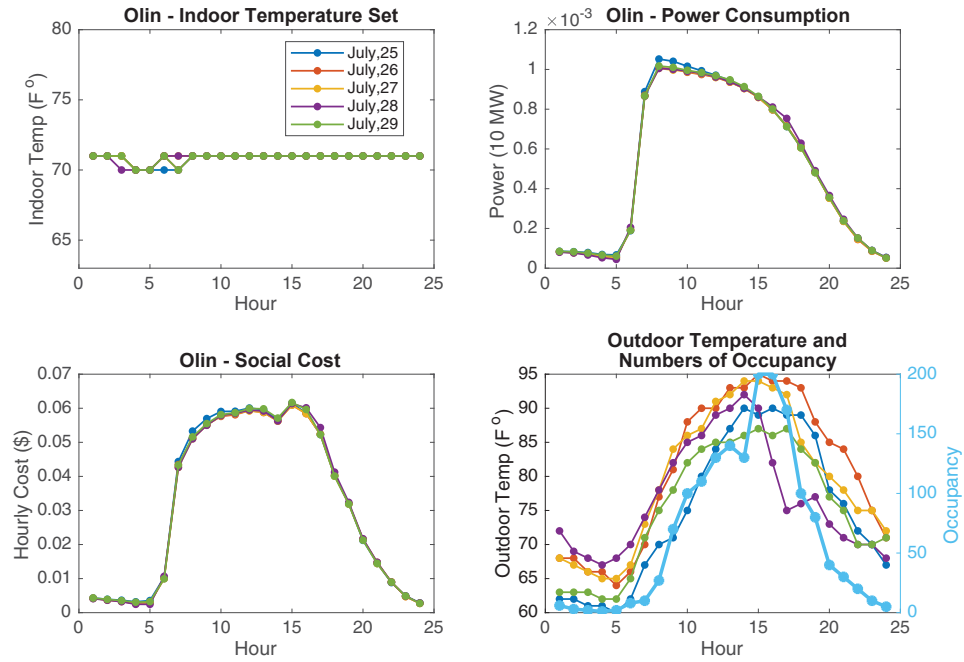 Olin - Indoor Temperature Set
80
75
70
65
Indoor Temp (F°)
0 5 10 15 20 25
Hour
July,25
July,26
July,27
July,28
July,29
Olin - Power Consumption
× 10⁻³
1.2
1
0.8
0.6
0.4
0.2
0
Power (10 MW)
0 5 10 15 20 25
Hour
Olin - Social Cost
0.07
0.06
0.05
0.04
0.03
0.02
0.01
0
Hourly Cost ($)
0 5 10 15 20 25
Hour
Outdoor Temperature and
Numbers of Occupancy
95
90
85
80
75
70
65
60
Outdoor Temp (F°)
200
150
100
50
0
Occupancy
0 5 10 15 20 25
Hour